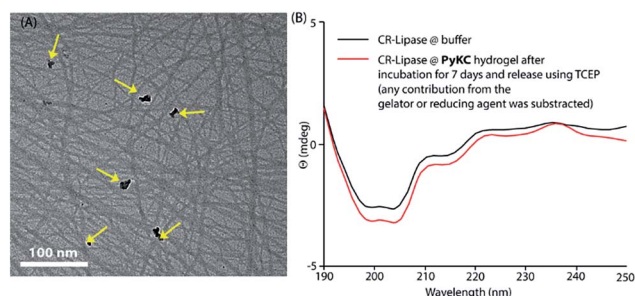 (A)
100 nm
(B)
CR-Lipase @ buffer
CR-Lipase @ PyKC hydrogel after
incubation for 7 days and release using TCEP
(any contribution from the
gelator or reducing agent was substracted)
5
0
-5
Θ (mdeg)
190 200 210 220 230 240 250
Wavelength (nm)